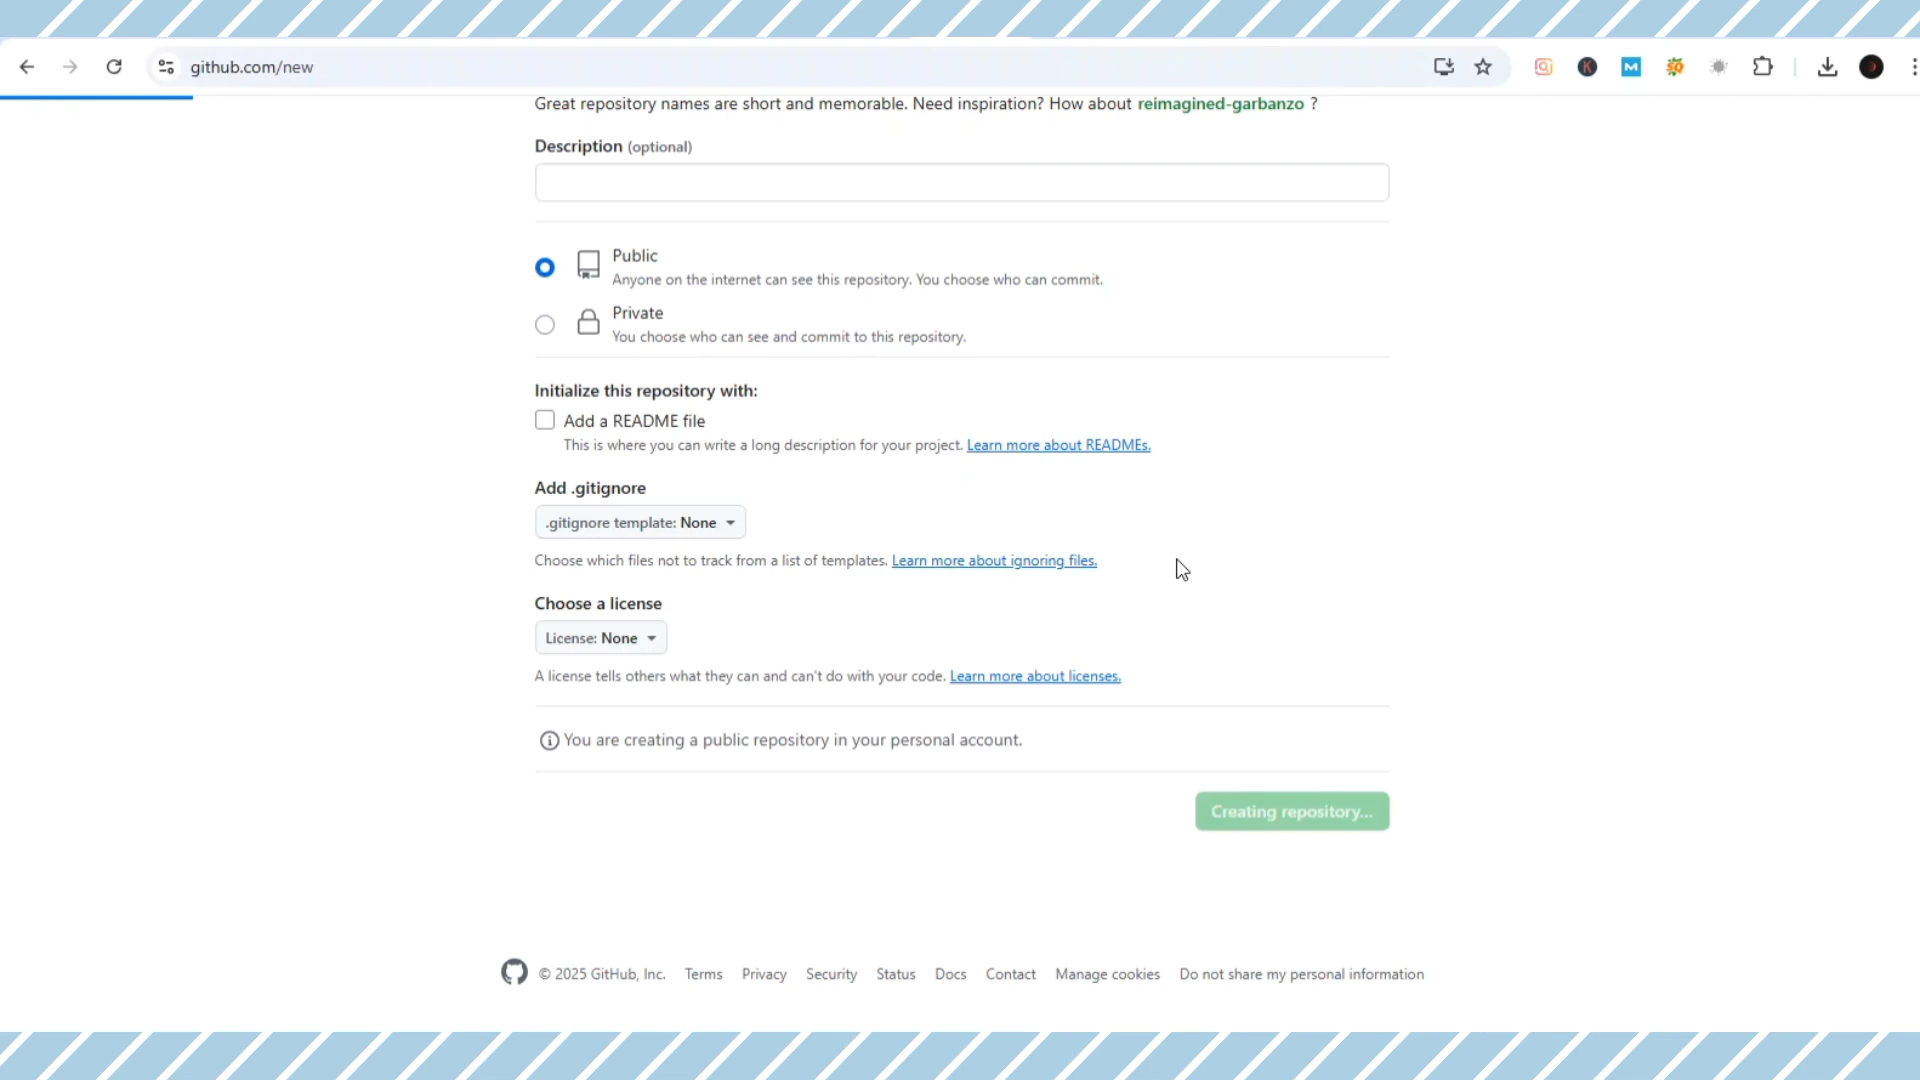 github.com/new
Great repository names are short and memorable. Need inspiration? How about reimagined-garbanzo ?
Description (optional)
Public
Anyone on the internet can see this repository. You choose who can commit.
Private
You choose who can see and commit to this repository.
Initialize this repository with:
Add a README file
This is where you can write a long description for your project. Learn more about READMEs.
Add .gitignore
.gitignore template: None
Choose which files not to track from a list of templates. Learn more about ignoring files.
Choose a license
License: None
A license tells others what they can and can't do with your code. Learn more about licenses.
You are creating a public repository in your personal account.
Creating repository...
© 2025 GitHub, Inc. Terms Privacy Security Status Docs Contact Manage cookies Do not share my personal information